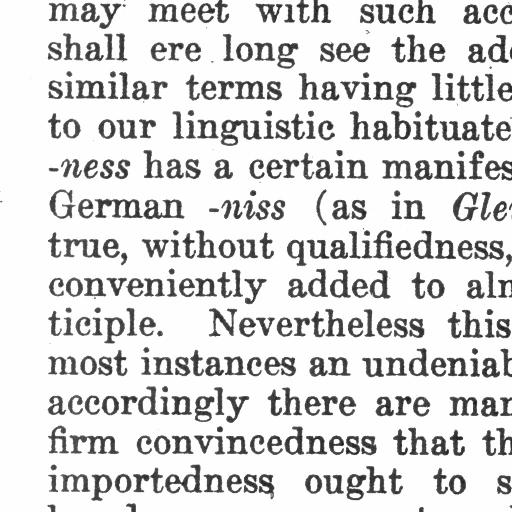 may meet with such acc
shall ere long see the ad
similar terms having little
to our linguistic habituate
-ness has a certain manifes
German -niss (as in Gle
true, without qualifiedness,
conveniently added to alm
ticiple. Nevertheless this
most instances an undeniab
accordingly there are man
firm convincedness that th
importedness ought to s